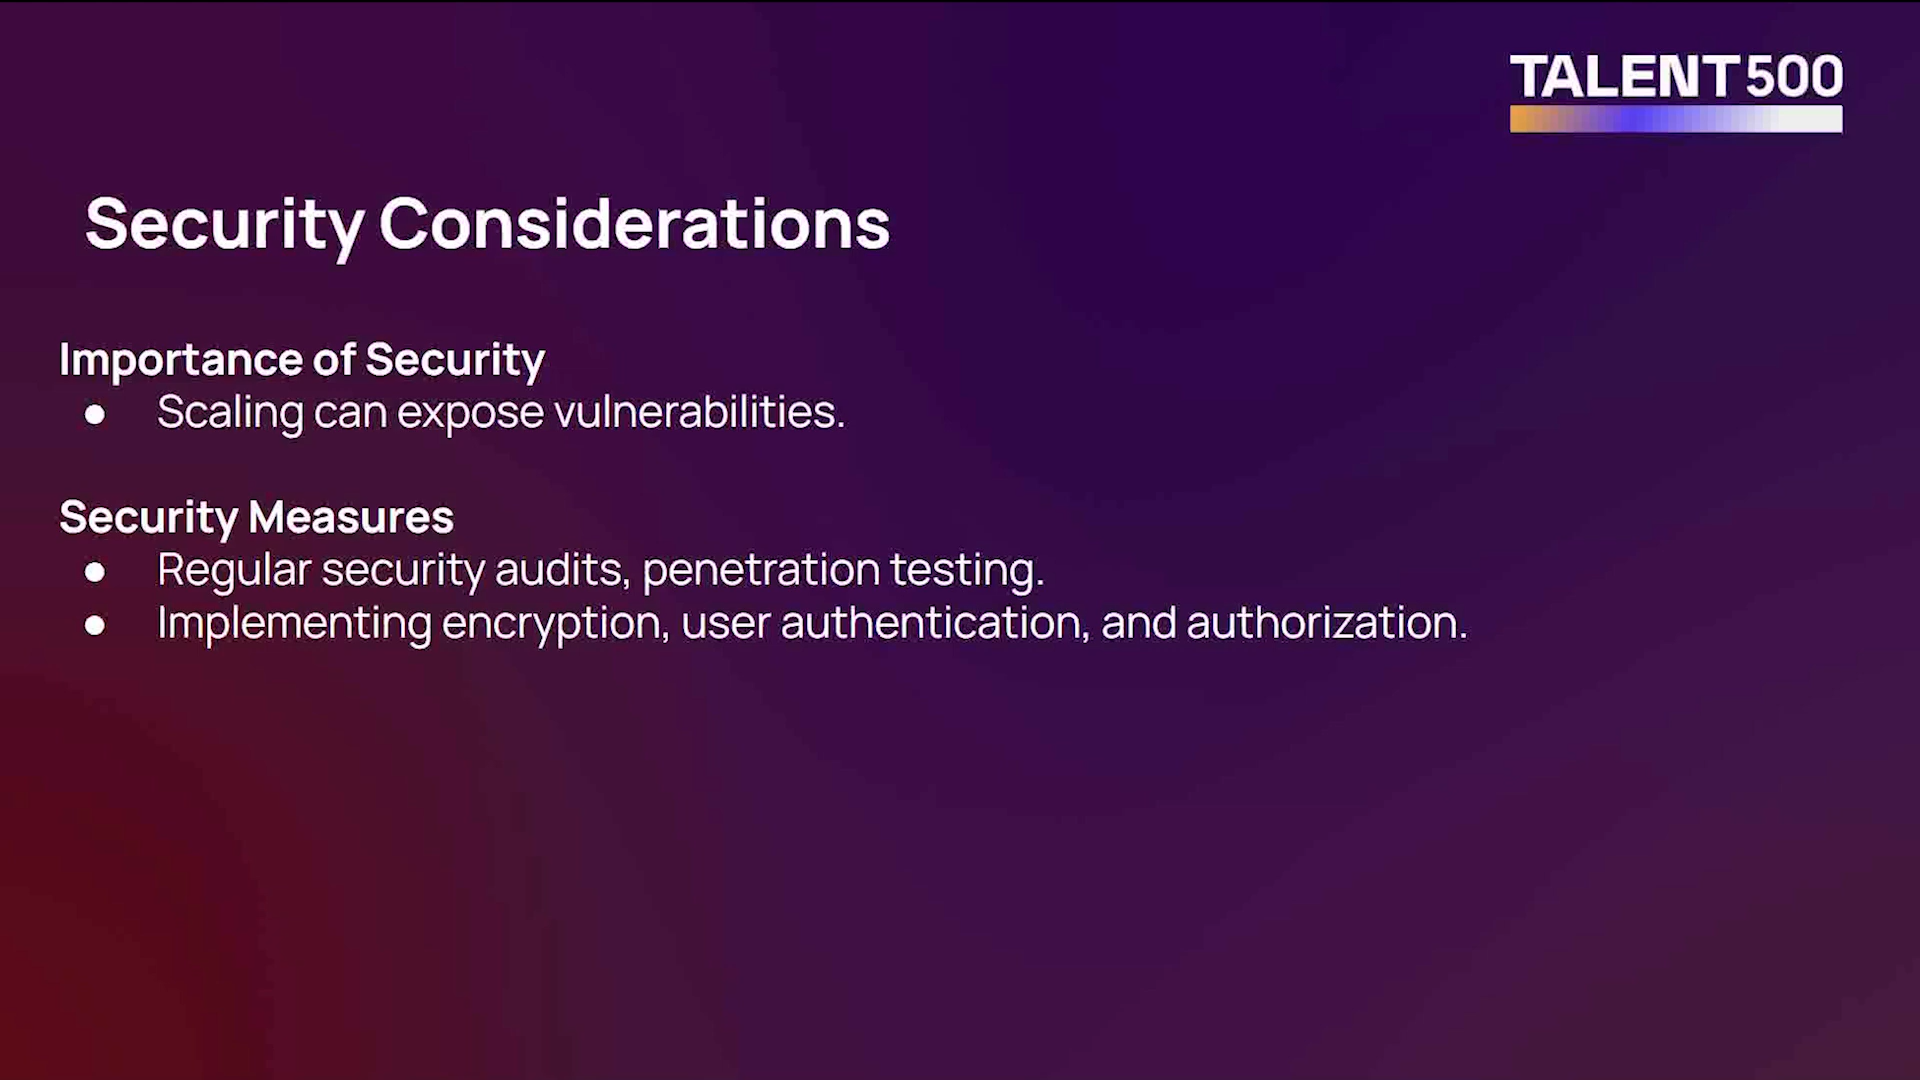 TALENT500
Security Considerations
Importance of Security
● Scaling can expose vulnerabilities.
Security Measures
● Regular security audits, penetration testing.
● Implementing encryption, user authentication, and authorization.